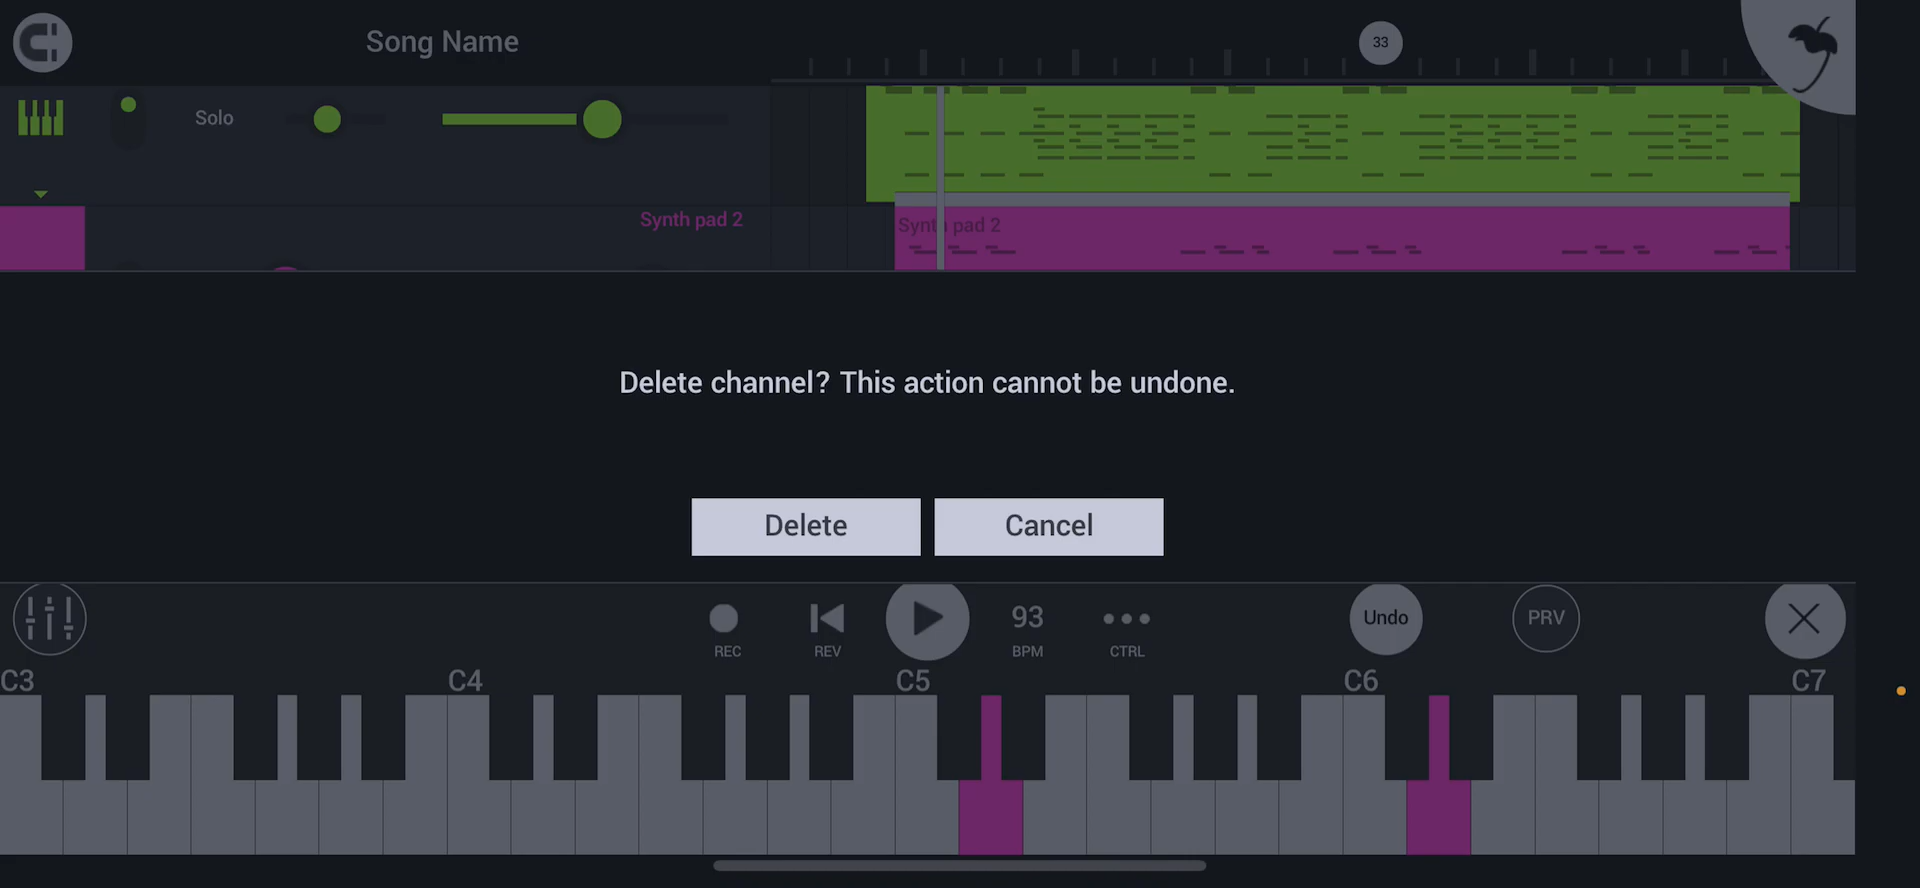 Song Name
33
Solo
Synth pad 2
Synth pad 2
Delete channel? This action cannot be undone.
Delete
Cancel
REC
REV
93
BPM
CTRL
Undo
PRV
C3
C4
C5
C6
C7